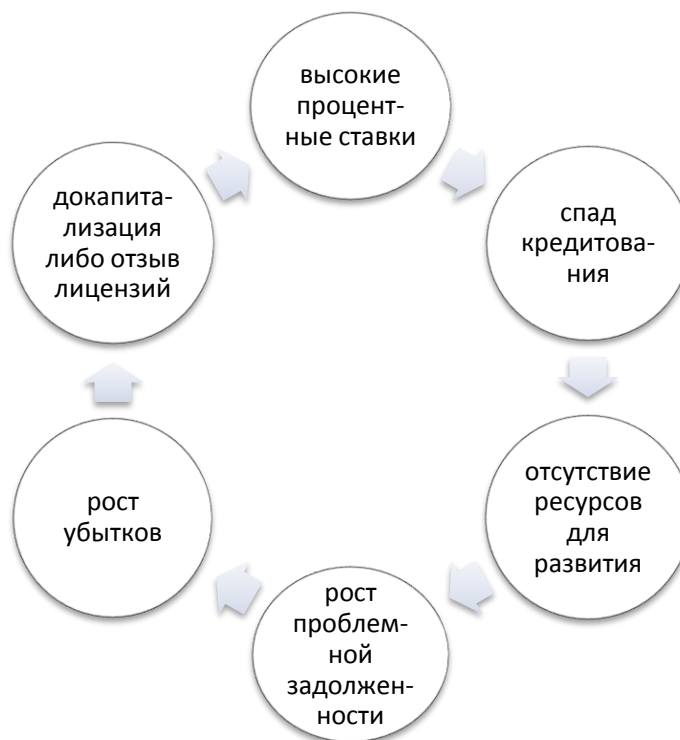 высокие
процент-
ные ставки
спад
кредитова-
ния
отсутствие
ресурсов
для
развития
рост
проблем-
ной
задолжен-
ности
рост
убытков
докапита-
лизация
либо отзыв
лицензий